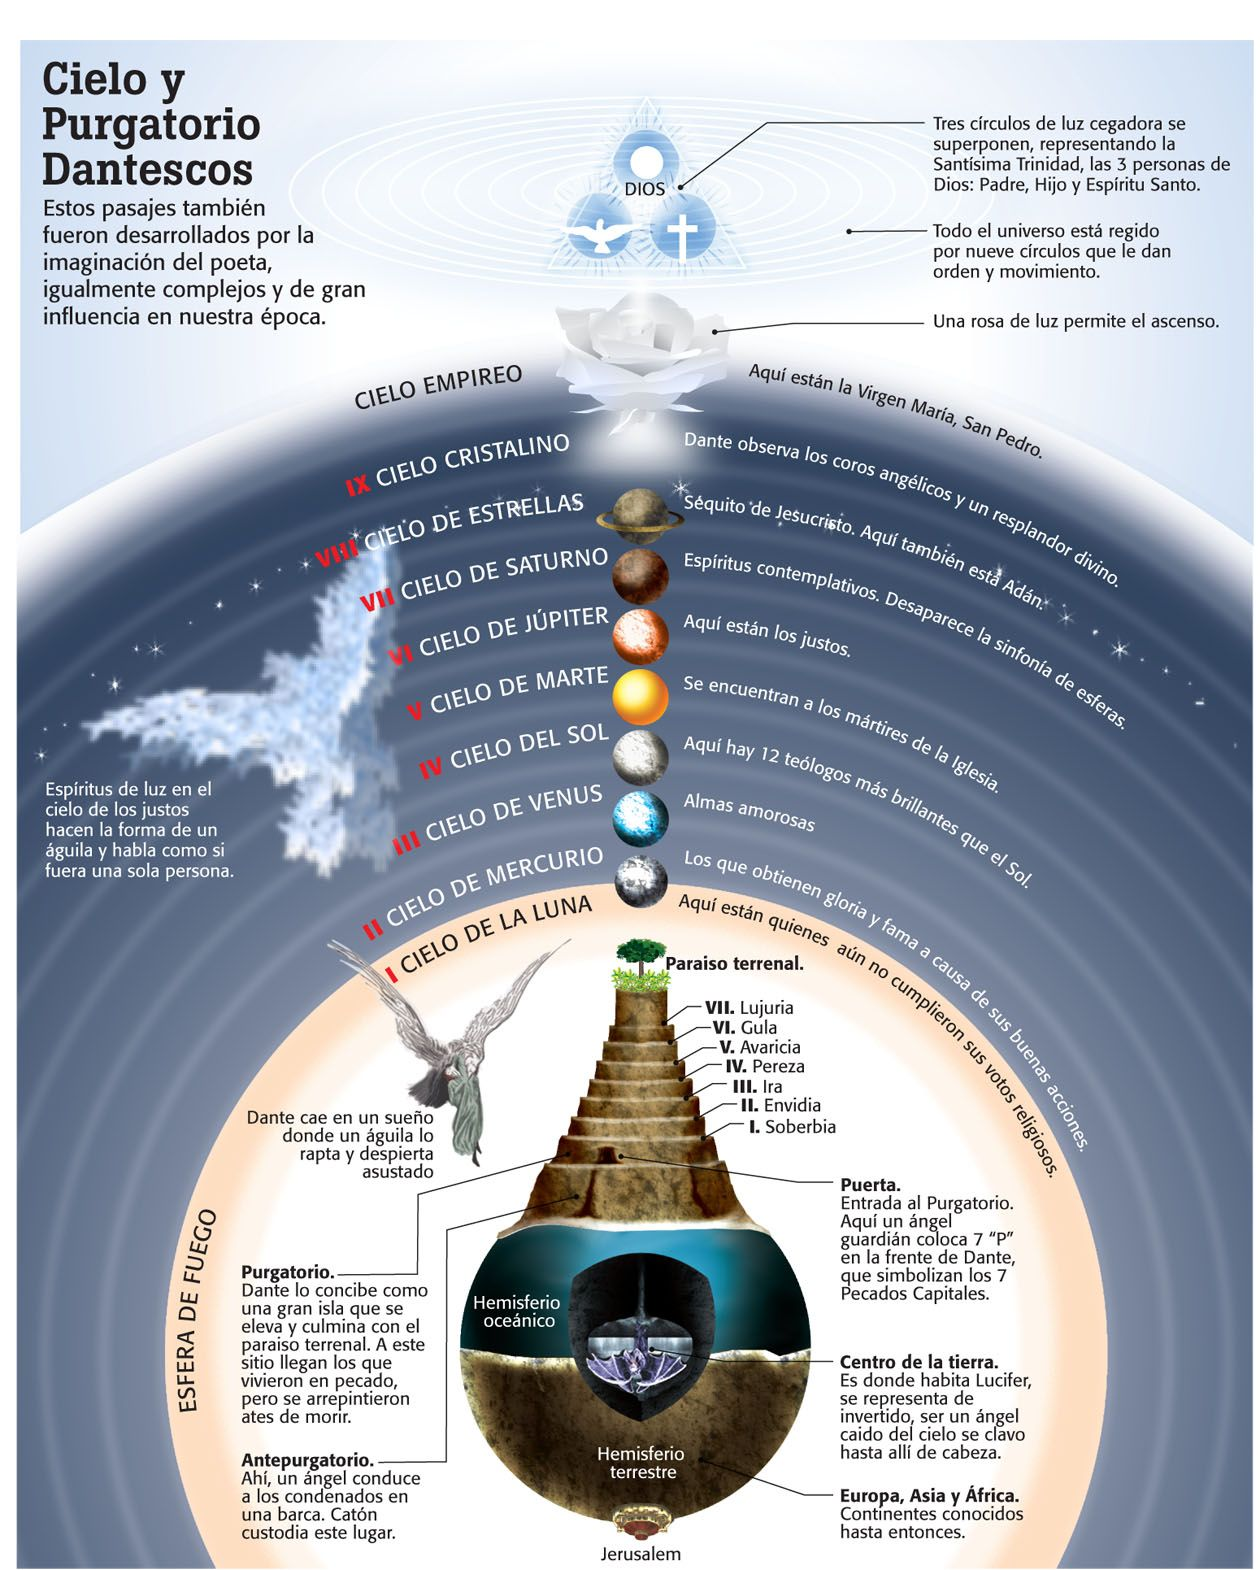 Cielo y
Purgatorio
Dantescos
Estos pasajes también
fueron desarrollados por la
imaginación del poeta,
igualmente complejos y de gran
influencia en nuestra época.
DIOS
Tres círculos de luz cegadora se
superponen, representando la
Santísima Trinidad, las 3 personas de
Dios: Padre, Hijo y Espíritu Santo.
Todo el universo está regido
por nueve círculos que le dan
orden y movimiento.
Una rosa de luz permite el ascenso.
CIELO EMPIREO
Aquí están la Virgen María, San Pedro.
IX CIELO CRISTALINO
Dante observa los coros angélicos y un resplandor divino.
VIII CIELO DE ESTRELLAS
Séquito de Jesucristo. Aquí también está Adán.
VII CIELO DE SATURNO
Espíritus contemplativos. Desaparece la sinfonía de esferas.
VI CIELO DE JÚPITER
Aquí están los justos.
V CIELO DE MARTE
Se encuentran a los mártires de la Iglesia.
IV CIELO DEL SOL
Aquí hay 12 teólogos más brillantes que el Sol.
III CIELO DE VENUS
Almas amorosas
II CIELO DE MERCURIO
Los que obtienen gloria y fama a causa de sus buenas acciones.
I CIELO DE LA LUNA
Aquí están quienes aún no cumplieron sus votos religiosos.
Espíritus de luz en el
cielo de los justos
hacen la forma de un
águila y habla como si
fuera una sola persona.
Paraiso terrenal.
VII. Lujuria
VI. Gula
V. Avaricia
IV. Pereza
III. Ira
II. Envidia
I. Soberbia
Dante cae en un sueño
donde un águila lo
rapta y despierta
asustado
Puerta.
Entrada al Purgatorio.
Aquí un ángel
guardián coloca 7 “P”
en la frente de Dante,
que simbolizan los 7
Pecados Capitales.
ESFERA DE FUEGO
Purgatorio.
Dante lo concibe como
una gran isla que se
eleva y culmina con el
paraiso terrenal. A este
sitio llegan los que
vivieron en pecado,
pero se arrepintieron
ates de morir.
Hemisferio
oceánico
Centro de la tierra.
Es donde habita Lucifer,
se representa de
invertido, ser un ángel
caido del cielo se clavo
hasta allí de cabeza.
Antepurgatorio.
Ahí, un ángel conduce
a los condenados en
una barca. Catón
custodia este lugar.
Hemisferio
terrestre
Europa, Asia y África.
Continentes conocidos
hasta entonces.
Jerusalem